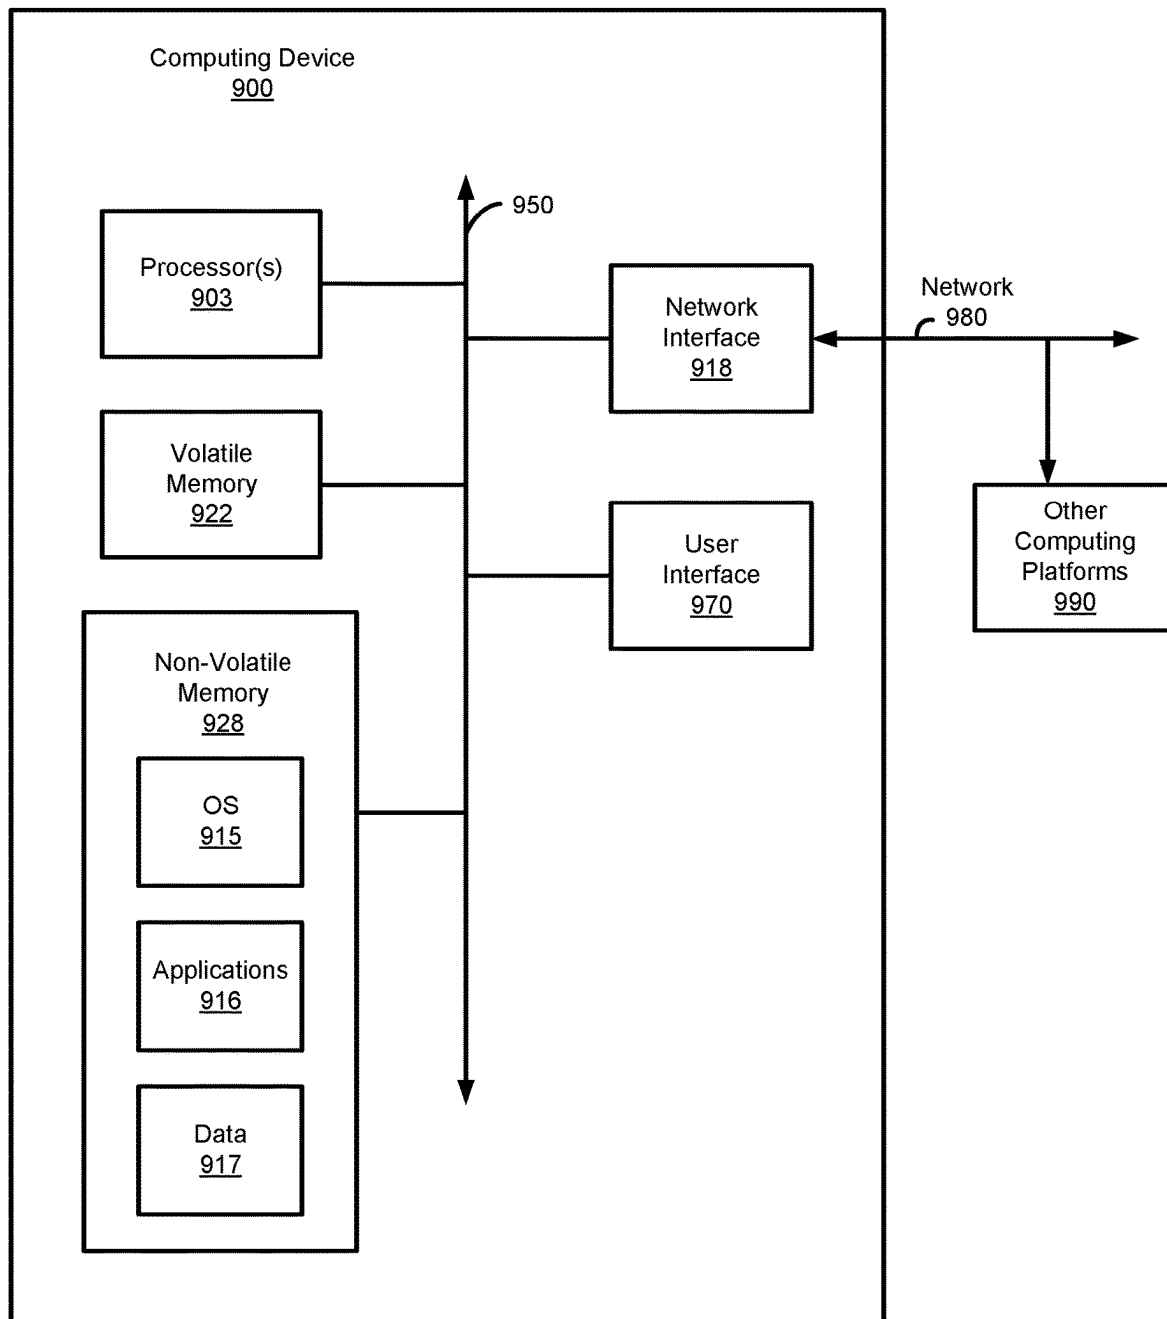 Computing Device
900
950
Processor(s)
903
Network
Interface
918
Network
980
Volatile
Memory
922
User
Interface
970
Other
Computing
Platforms
990
Non-Volatile
Memory
928
OS
915
Applications
916
Data
917